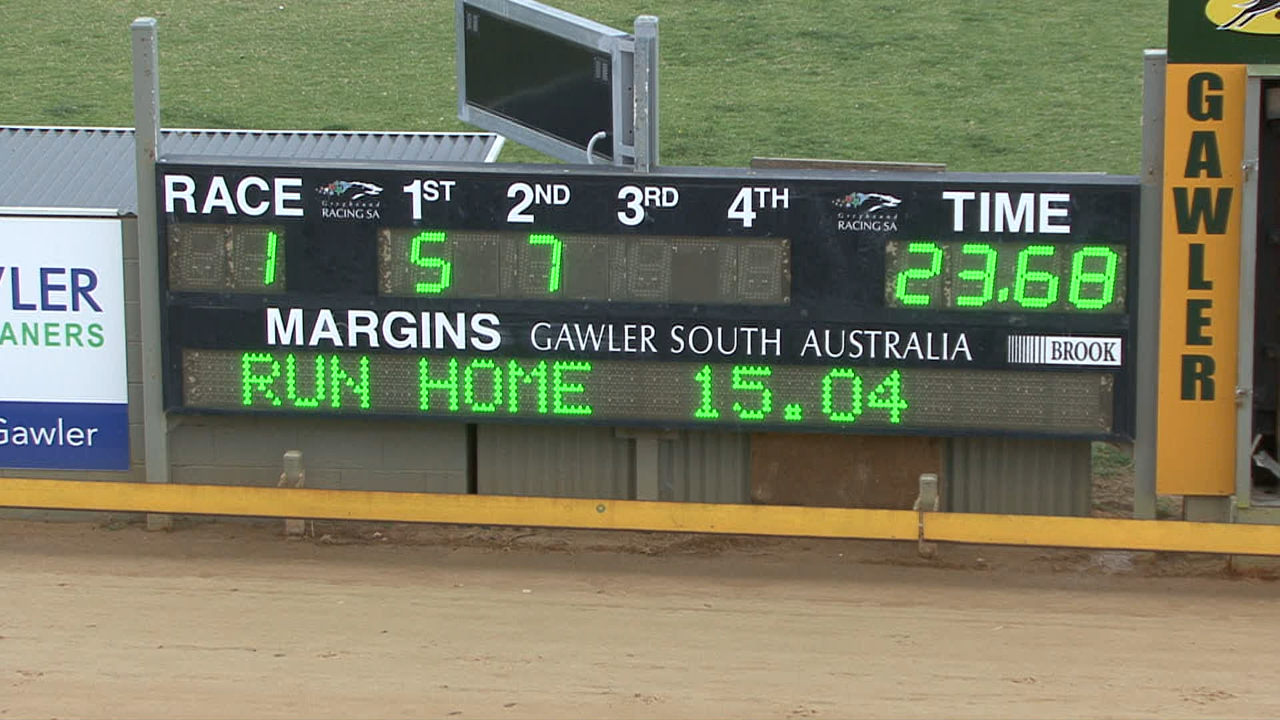 RACE 1ST 2ND 3RD 4TH TIME
Greyhound Greyhound
RACING SA RACING SA
1 5 7 23.68
MARGINS GAWLER SOUTH AUSTRALIA BROOK
RUN HOME 15.04
GAWLER
LER
ANERS
Gawler